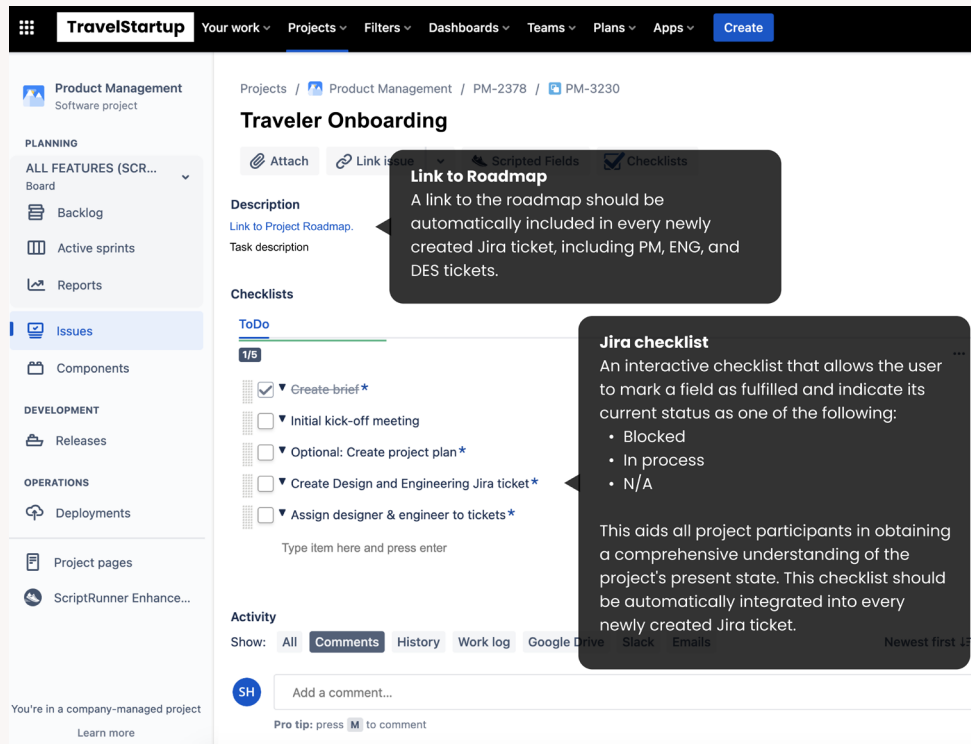 TravelStartup
Your work
Projects
Filters
Dashboards
Teams
Plans
Apps
Create
Product Management
Software project
PLANNING
ALL FEATURES (SCR...
Board
Backlog
Active sprints
Reports
Issues
Components
DEVELOPMENT
Releases
OPERATIONS
Deployments
Project pages
ScriptRunner Enhance...
You're in a company-managed project
Learn more
Projects / Product Management / PM-2378 / PM-3230
Traveler Onboarding
Attach
Link issue
Scripted Fields
Checklists
Description
Link to Project Roadmap.
Task description
Link to Roadmap
A link to the roadmap should be
automatically included in every newly
created Jira ticket, including PM, ENG, and
DES tickets.
Checklists
ToDo
1/5
Create brief*
Initial kick-off meeting
Optional: Create project plan*
Create Design and Engineering Jira ticket*
Assign designer & engineer to tickets*
Type item here and press enter
Jira checklist
An interactive checklist that allows the user
to mark a field as fulfilled and indicate its
current status as one of the following:
• Blocked
• In process
• N/A
This aids all project participants in obtaining
a comprehensive understanding of the
project's present state. This checklist should
be automatically integrated into every
newly created Jira ticket.
Activity
Show: All Comments History Work log Google Drive Slack Emails
Newest first
SH
Add a comment...
Pro tip: press M to comment